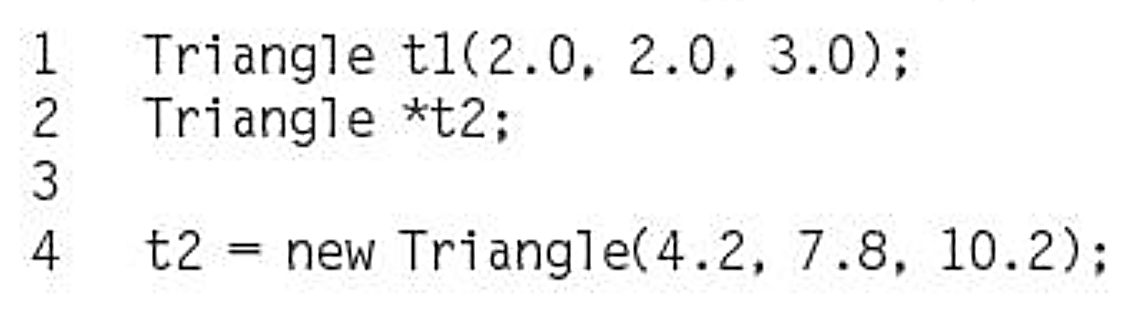 1 Triangle t1(2.0, 2.0, 3.0);
2 Triangle *t2;
3
4 t2 = new Triangle(4.2, 7.8, 10.2);